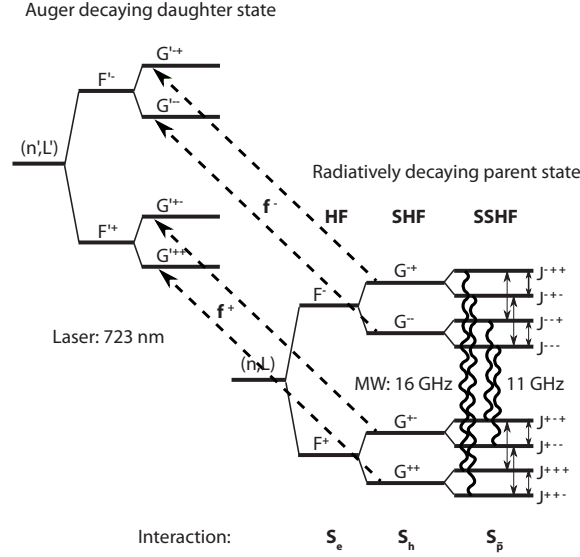 Auger decaying daughter state
G'-+
F'-
G'--
(n',L')
Radiatively decaying parent state
G'+-
f -
HF SHF SSHF
F'+
G'++
G-+
J-++
J-+-
F-
f +
G--
J--+
J---
Laser: 723 nm
(n,L)
MW: 16 GHz
11 GHz
G+-
J+-+
J+--
F+
G++
J+++
J++-
Interaction: Se Sh Sp̄